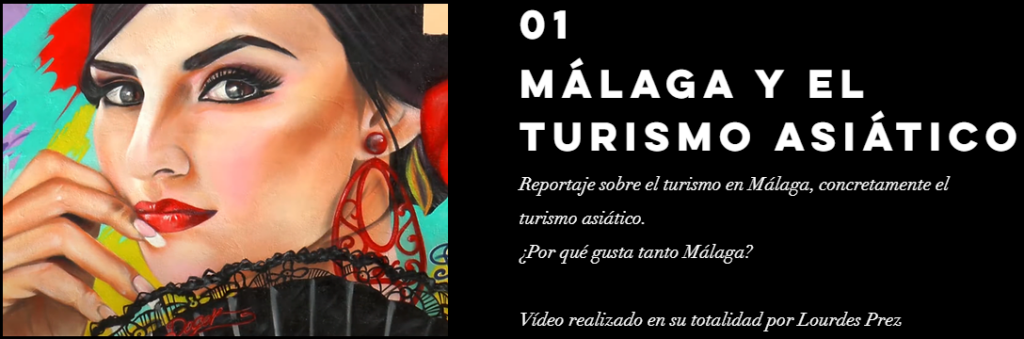 01
MÁLAGA Y EL
TURISMO ASIÁTICO
Reportaje sobre el turismo en Málaga, concretamente el
turismo asiático.
¿Por qué gusta tanto Málaga?
Vídeo realizado en su totalidad por Lourdes Prez